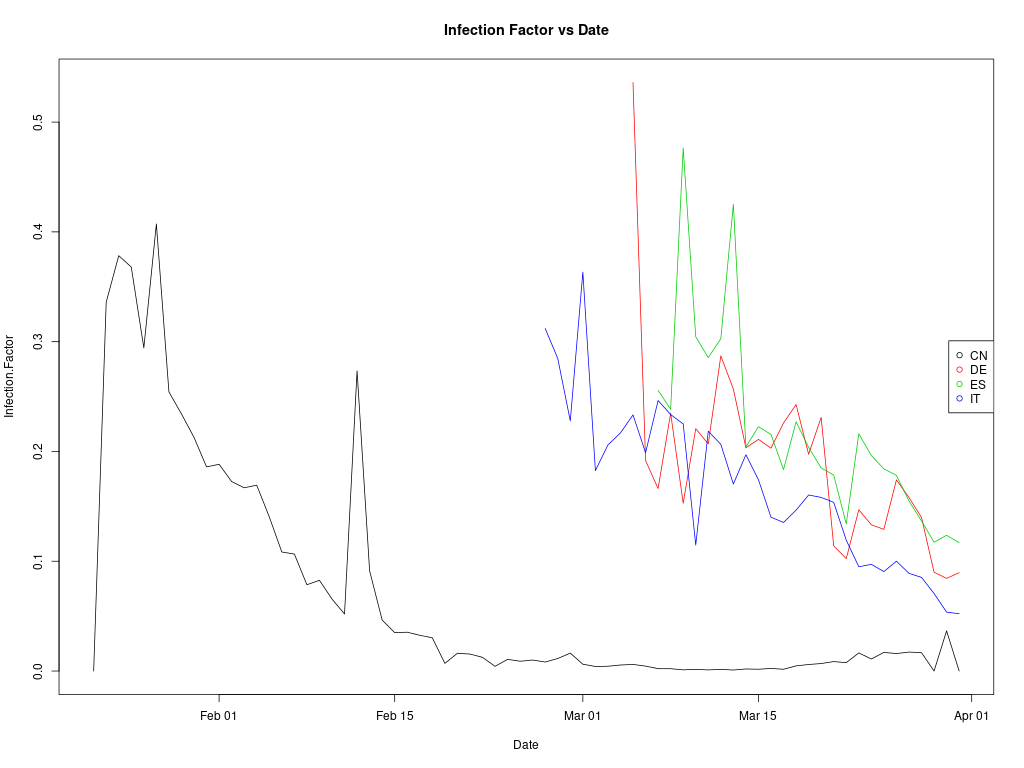 Infection Factor vs Date
Infection.Factor
0.5
0.4
0.3
0.2
0.1
0.0
CN
DE
ES
IT
Feb 01
Feb 15
Mar 01
Mar 15
Apr 01
Date